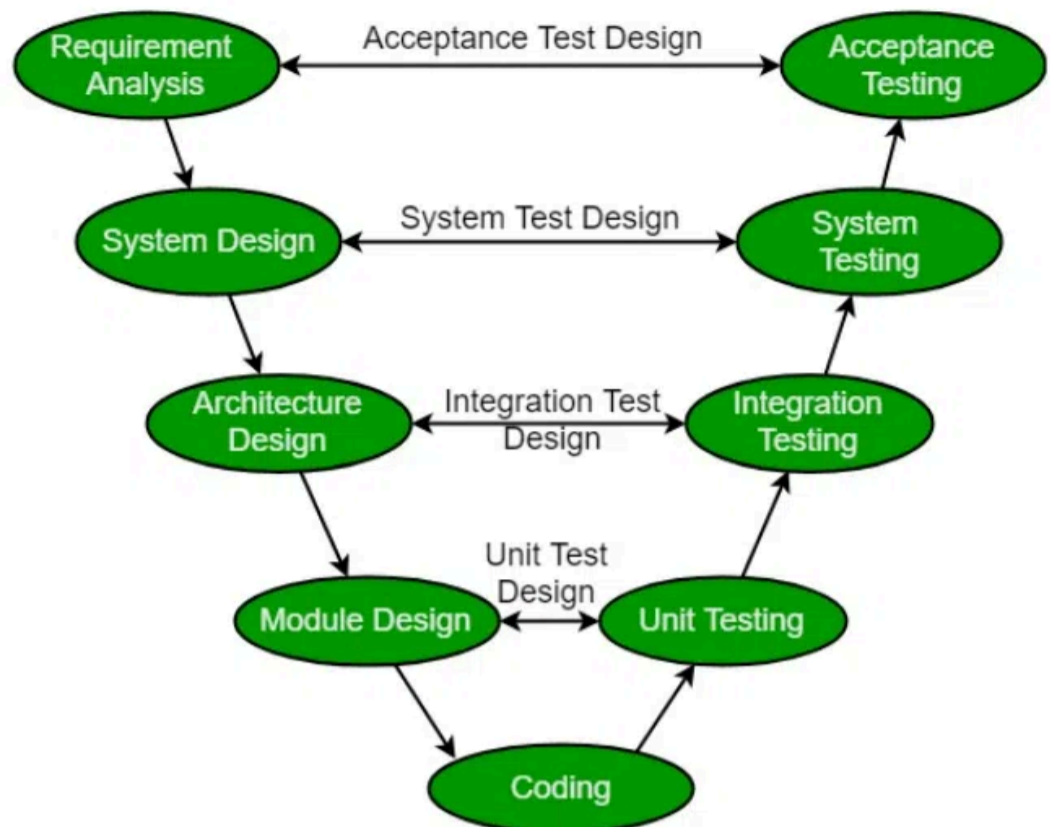 Requirement
Analysis
Acceptance Test Design
Acceptance
Testing
System Design
System Test Design
System
Testing
Architecture
Design
Integration Test
Design
Integration
Testing
Module Design
Unit Test
Design
Unit Testing
Coding